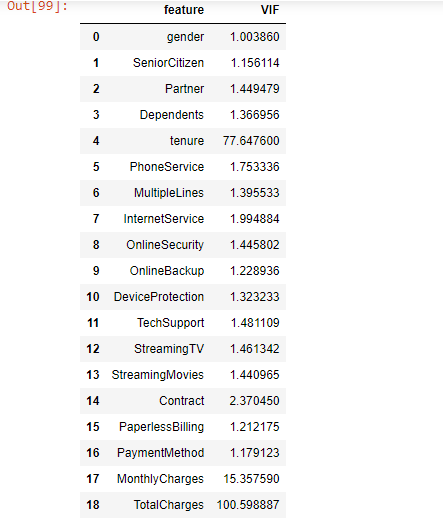 Out[99]:
feature VIF
0 gender 1.003860
1 SeniorCitizen 1.156114
2 Partner 1.449479
3 Dependents 1.366956
4 tenure 77.647600
5 PhoneService 1.753336
6 MultipleLines 1.395533
7 InternetService 1.994884
8 OnlineSecurity 1.445802
9 OnlineBackup 1.228936
10 DeviceProtection 1.323233
11 TechSupport 1.481109
12 StreamingTV 1.461342
13 StreamingMovies 1.440965
14 Contract 2.370450
15 PaperlessBilling 1.212175
16 PaymentMethod 1.179123
17 MonthlyCharges 15.357590
18 TotalCharges 100.598887